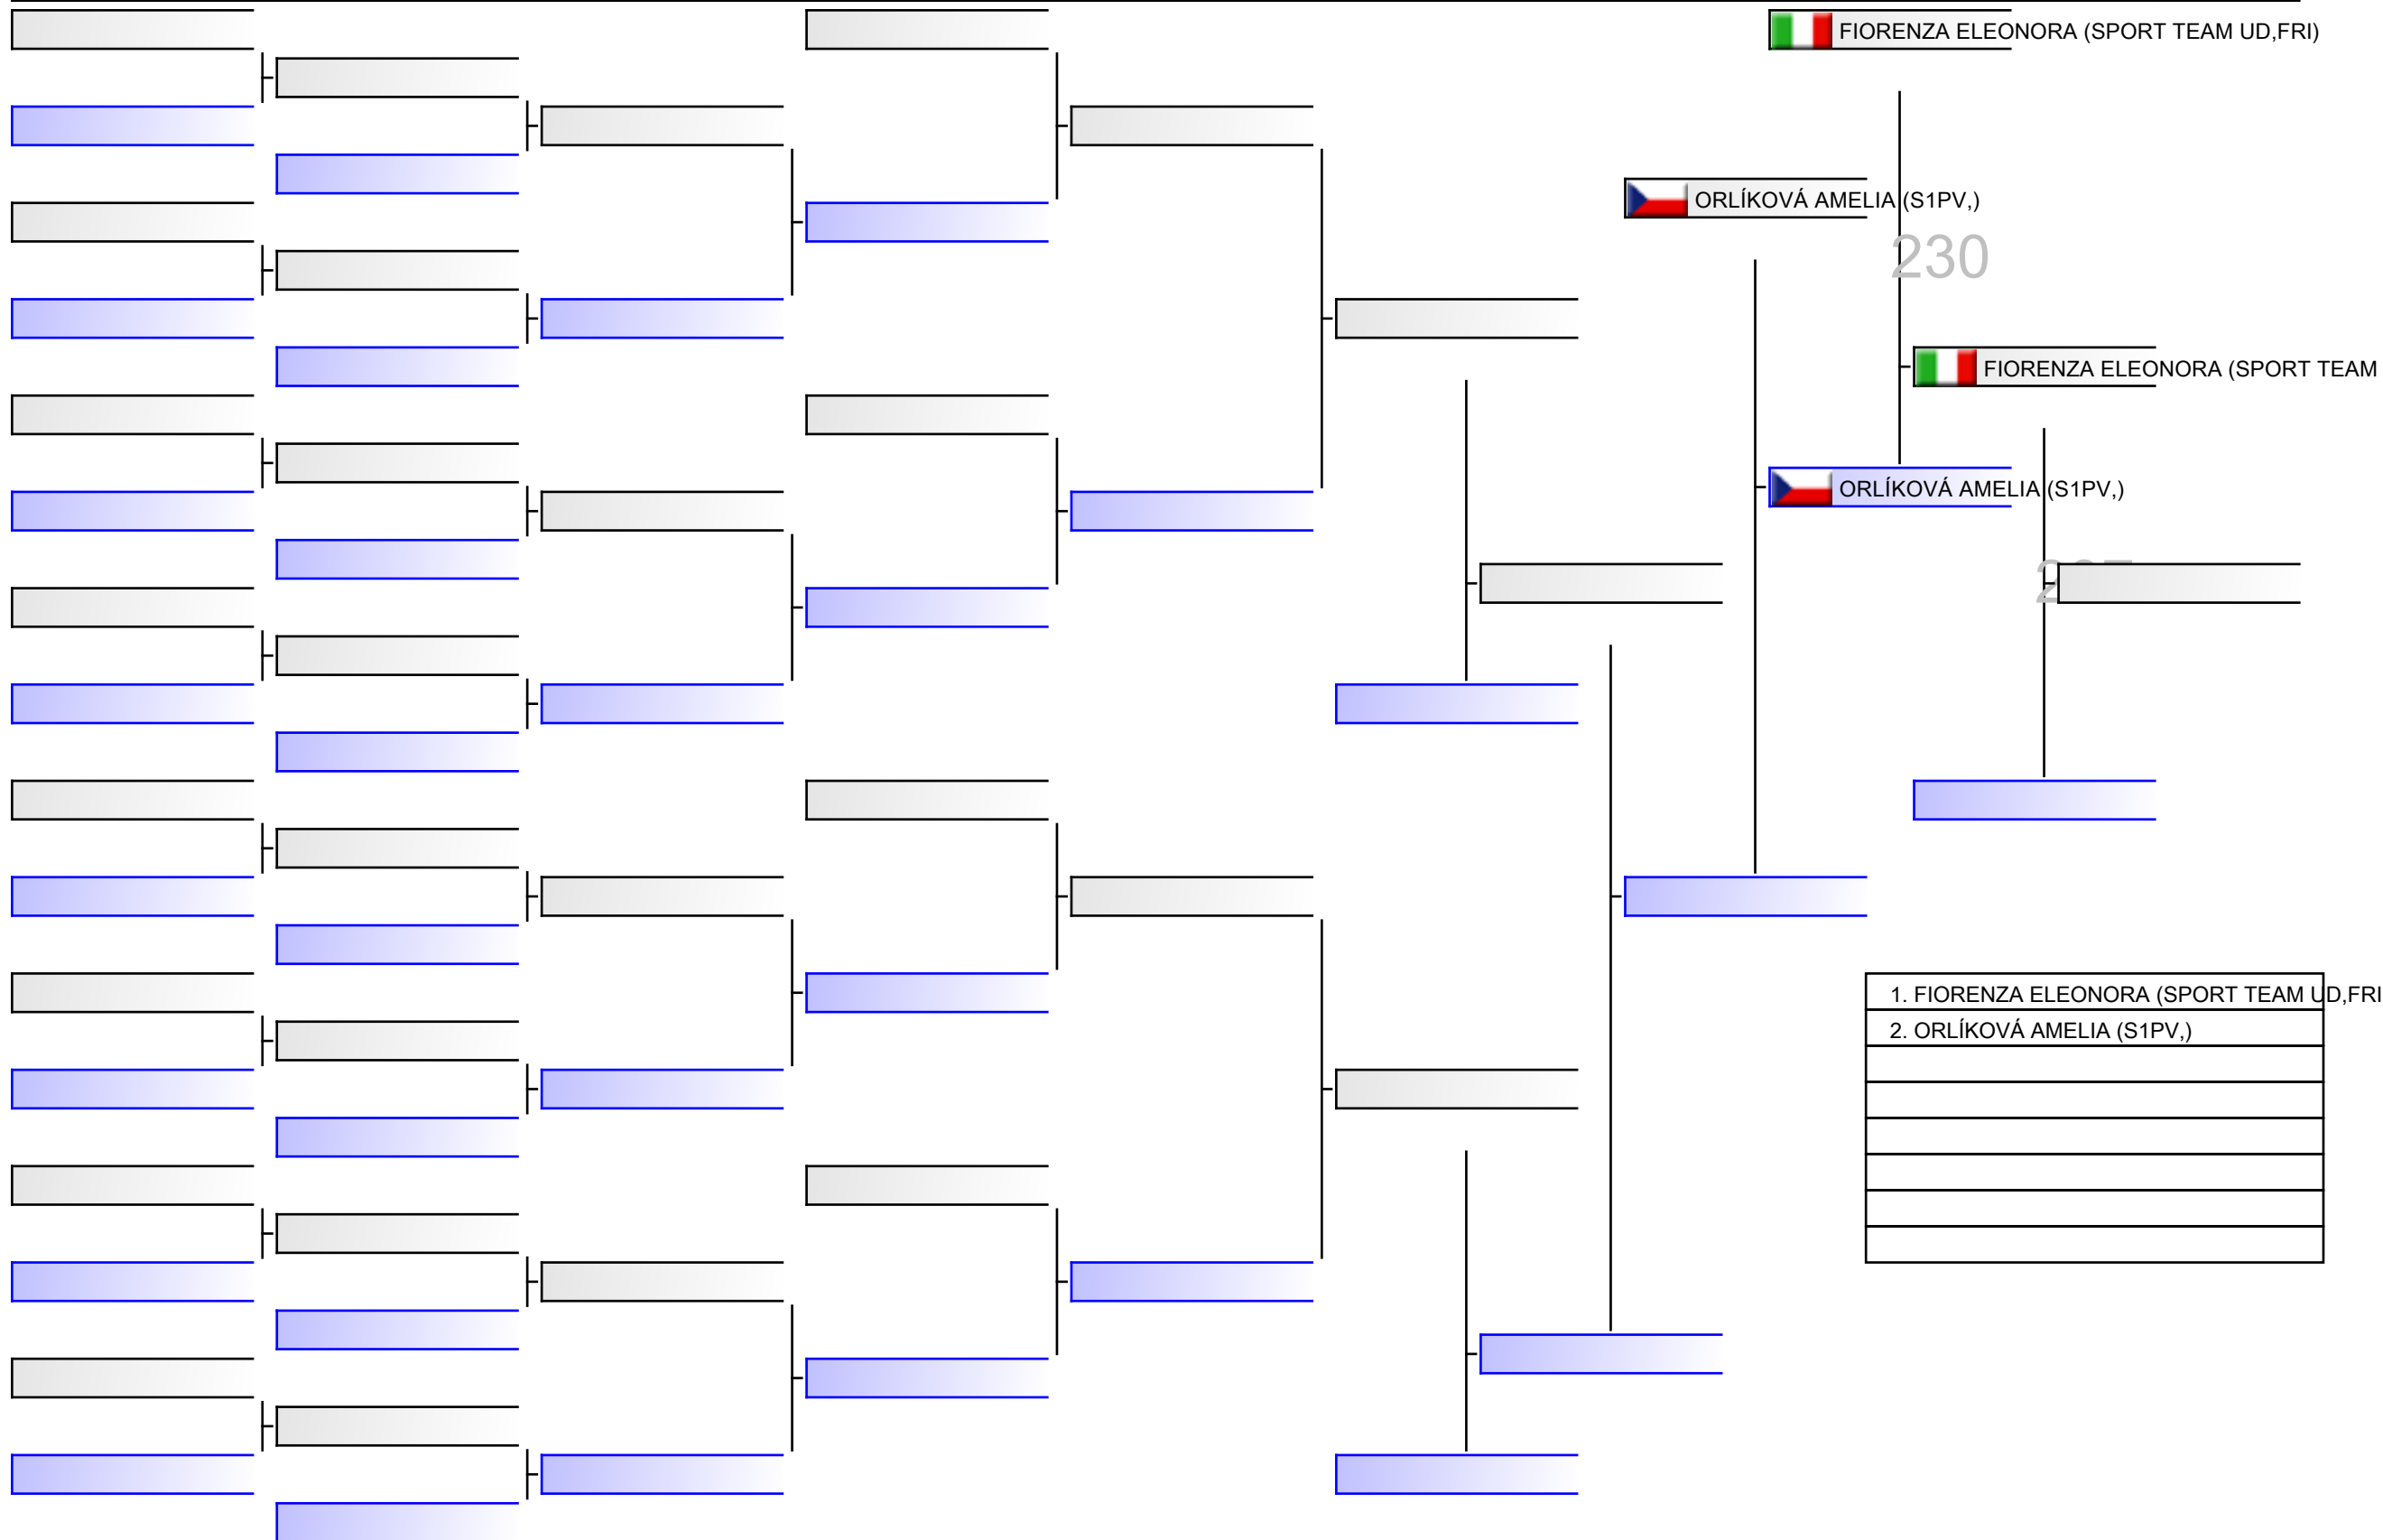 FIORENZA ELEONORA (SPORT TEAM UD,FRI)
ORLÍKOVÁ AMELIA (S1PV,)
230
FIORENZA ELEONORA (SPORT TEAM
ORLÍKOVÁ AMELIA (S1PV,)
1. FIORENZA ELEONORA (SPORT TEAM UD,FRI
2. ORLÍKOVÁ AMELIA (S1PV,)